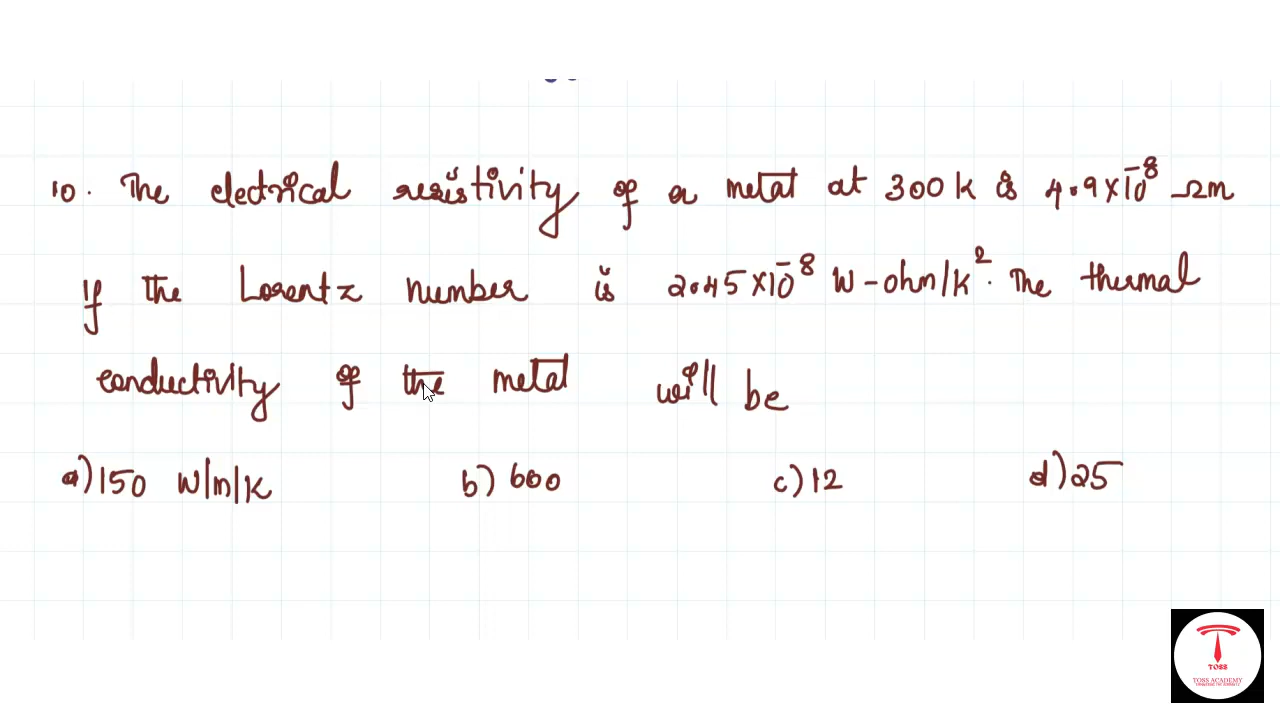 10. The electrical resistivity of a metal at 300 K is 4.9×10⁻⁸ Ωm
If the Lorentz number is 2.45×10⁻⁸ W-ohm/K². The thermal
conductivity of the metal will be
a) 150 W/m/K b) 600 c) 12 d) 25
TOSS
TOSS ACADEMY